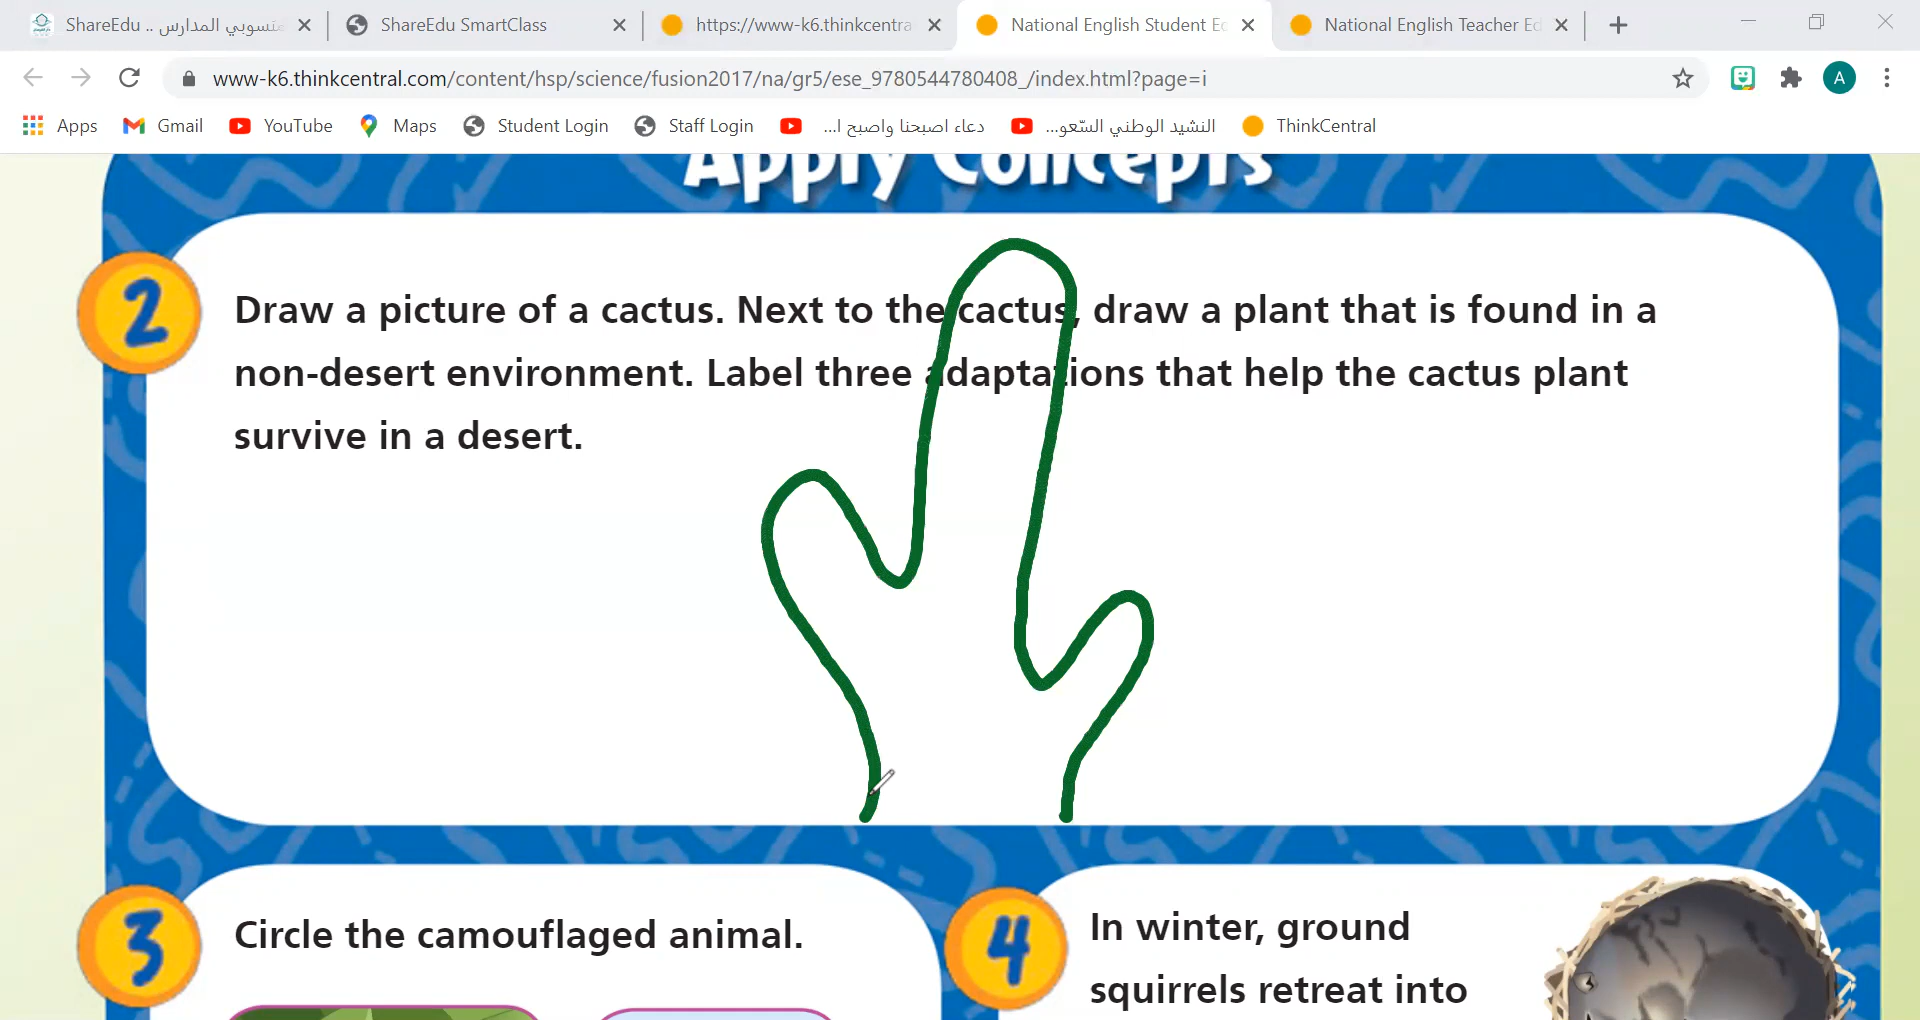 ShareEdu .. منسوبي المدارس
ShareEdu SmartClass
https://www-k6.thinkcentra
National English Student Ec
National English Teacher Ed
www-k6.thinkcentral.com/content/hsp/science/fusion2017/na/gr5/ese_9780544780408_/index.html?page=i
A
Apps
Gmail
YouTube
Maps
Student Login
Staff Login
دعاء اصبحنا واصبح ا...
النشيد الوطني السّعو...
ThinkCentral
Apply Concepts
2
Draw a picture of a cactus. Next to the cactus, draw a plant that is found in a
non-desert environment. Label three adaptations that help the cactus plant
survive in a desert.
3
Circle the camouflaged animal.
4
In winter, ground
squirrels retreat into